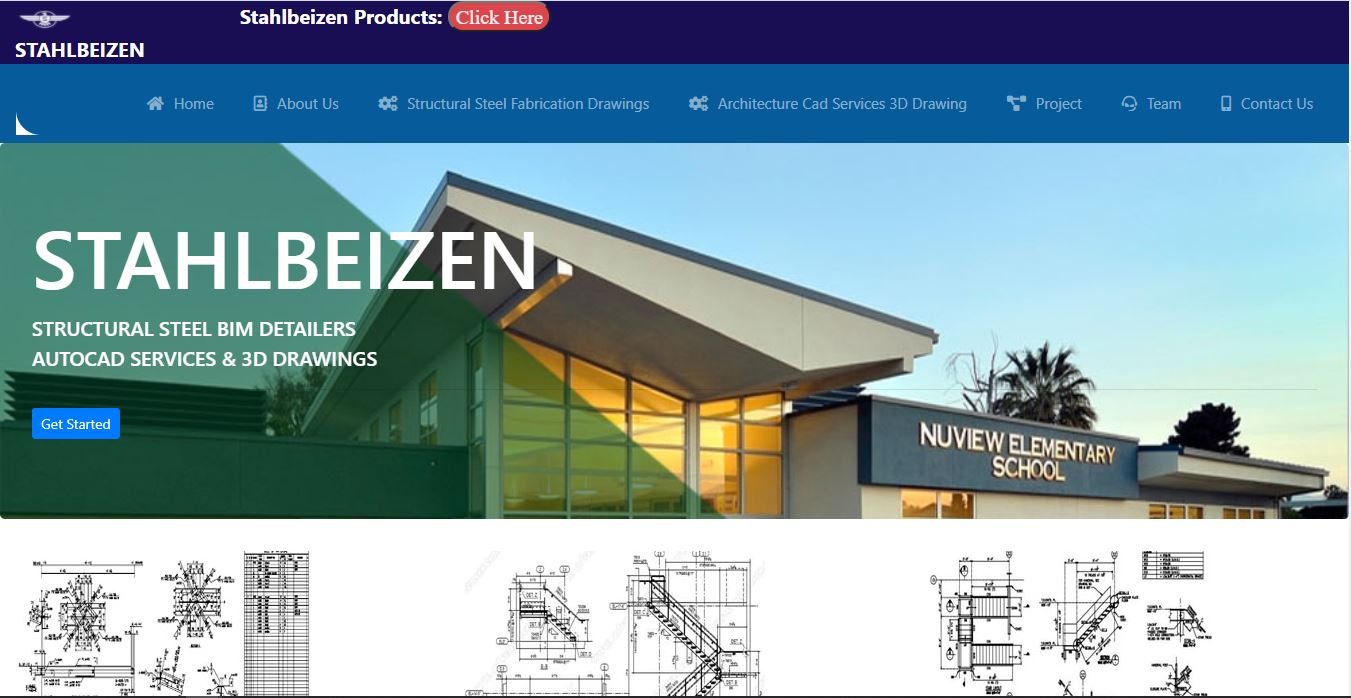 Stahlbeizen Products: Click Here
STAHLBEIZEN
Home
About Us
Structural Steel Fabrication Drawings
Architecture Cad Services 3D Drawing
Project
Team
Contact Us
STAHLBEIZEN
STRUCTURAL STEEL BIM DETAILERS
AUTOCAD SERVICES & 3D DRAWINGS
Get Started
NUVIEW ELEMENTARY
SCHOOL